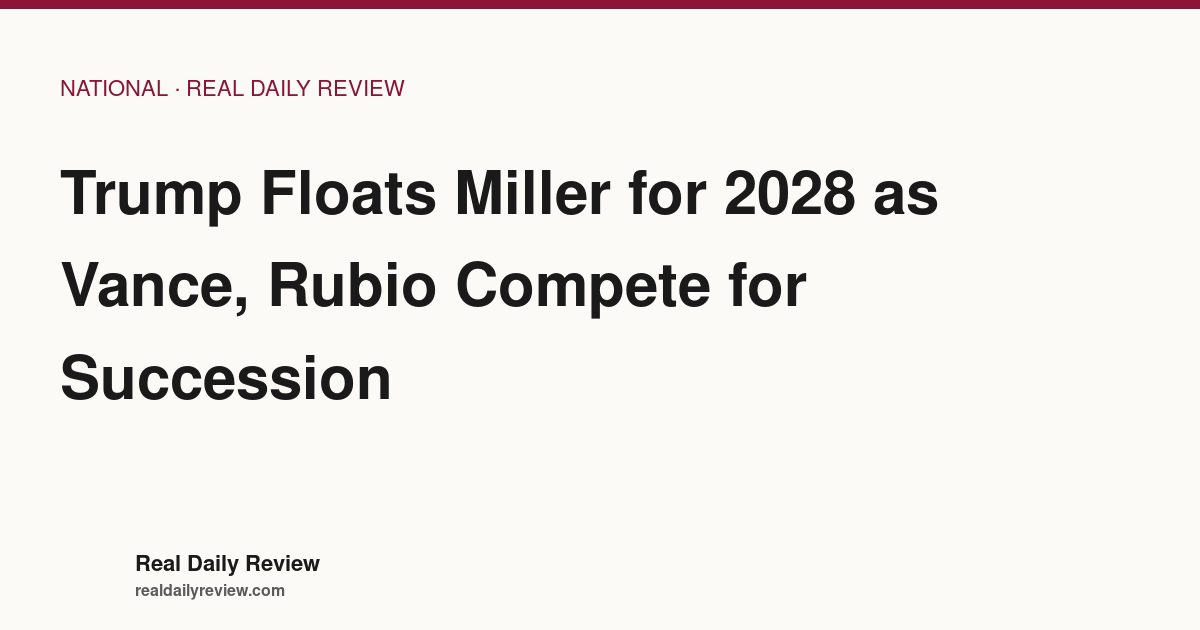 NATIONAL · REAL DAILY REVIEW
Trump Floats Miller for 2028 as
Vance, Rubio Compete for
Succession
Real Daily Review
realdailyreview.com